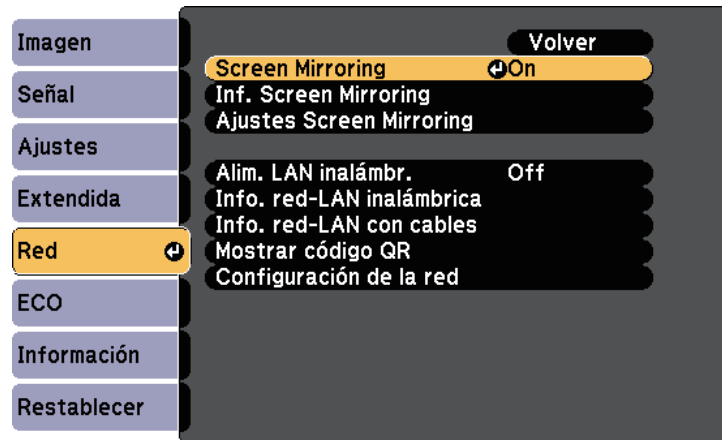 Imagen
Señal
Ajustes
Extendida
Red
ECO
Información
Restablecer
Volver
Screen Mirroring On
Inf. Screen Mirroring
Ajustes Screen Mirroring
Alim. LAN inalámbr. Off
Info. red-LAN inalámbrica
Info. red-LAN con cables
Mostrar código QR
Configuración de la red